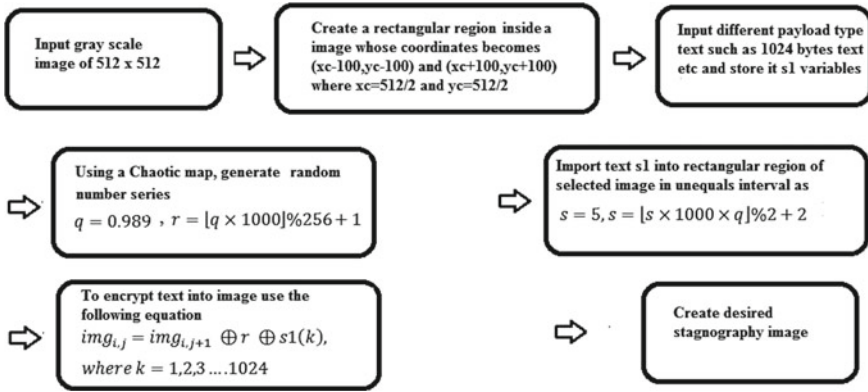 Input gray scale
image of 512 x 512
Create a rectangular region inside a
image whose coordinates becomes
(xc-100,yc-100) and (xc+100,yc+100)
where xc=512/2 and yc=512/2
Input different payload type
text such as 1024 bytes text
etc and store it s1 variables
Using a Chaotic map, generate random
number series
q = 0.989 , r = ⌊q × 1000⌋%256 + 1
Import text s1 into rectangular region of
selected image in unequals interval as
s = 5, s = ⌊s × 1000 × q⌋%2 + 2
To encrypt text into image use the
following equation
img_{i,j} = img_{i,j+1} ⊕ r ⊕ s1(k),
where k = 1,2,3 ....1024
Create desired
stagnography image